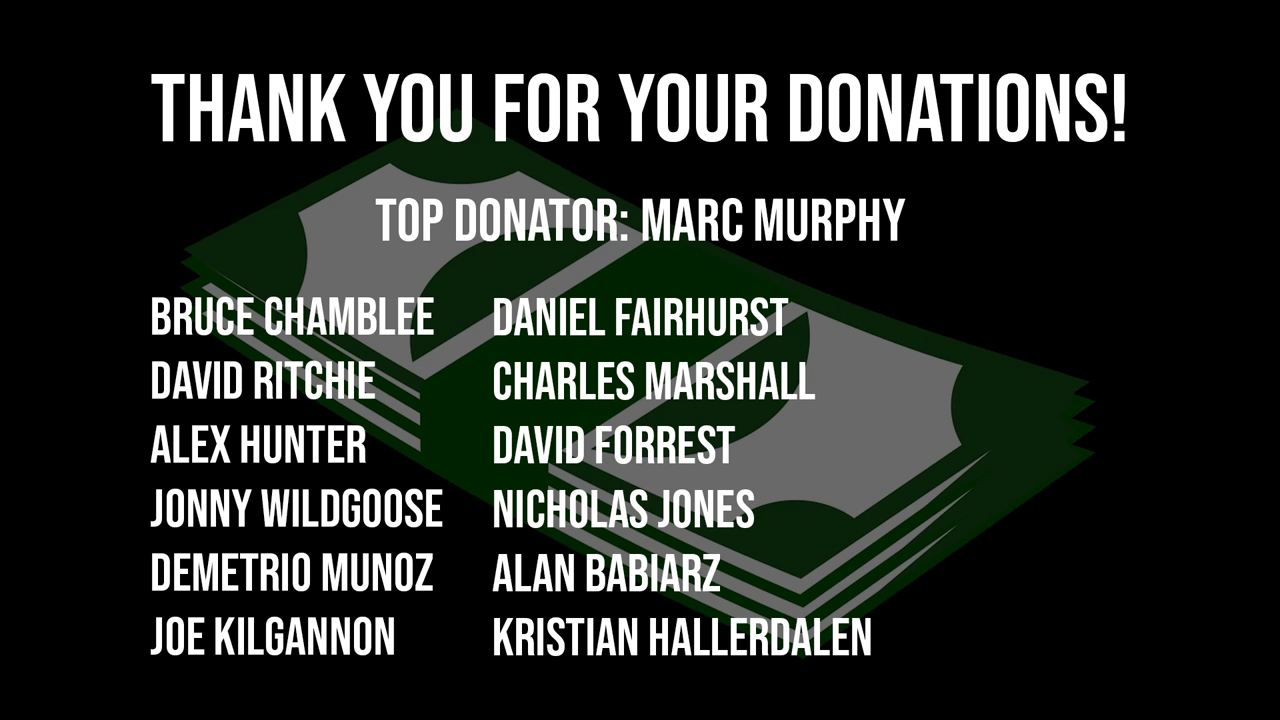 THANK YOU FOR YOUR DONATIONS!
TOP DONATOR: MARC MURPHY
BRUCE CHAMBLEE
DAVID RITCHIE
ALEX HUNTER
JONNY WILDGOOSE
DEMETRIO MUNOZ
JOE KILGANNON
DANIEL FAIRHURST
CHARLES MARSHALL
DAVID FORREST
NICHOLAS JONES
ALAN BABIARZ
KRISTIAN HALLERDALEN